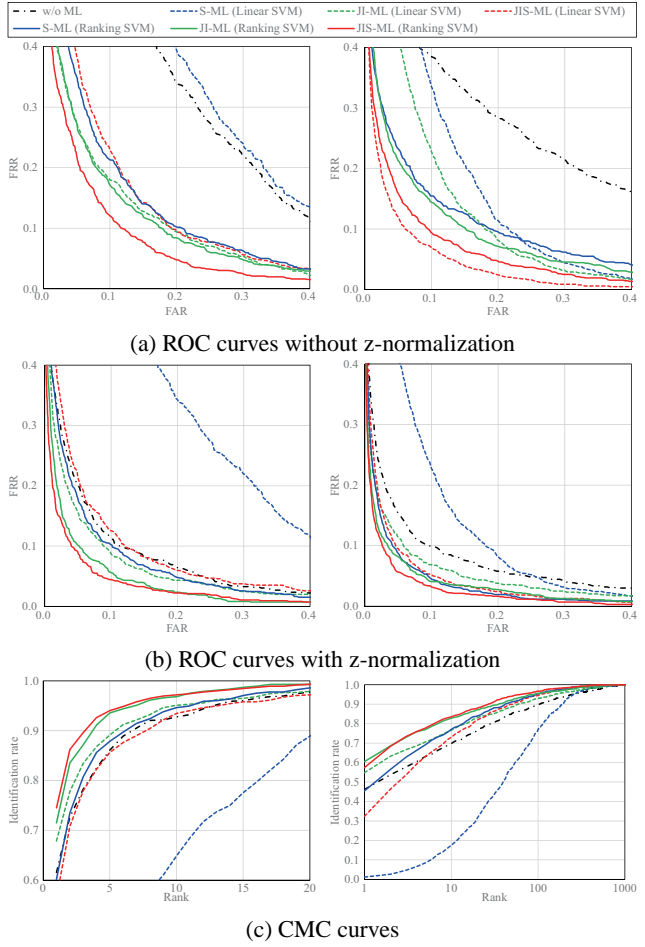 w/o ML S-ML (Linear SVM) JI-ML (Linear SVM) JIS-ML (Linear SVM)
S-ML (Ranking SVM) JI-ML (Ranking SVM) JIS-ML (Ranking SVM)
0.4 0.3 0.2 0.1 0.0
FRR
0.0 0.1 0.2 0.3 0.4
FAR
0.4 0.3 0.2 0.1 0.0
FRR
0.0 0.1 0.2 0.3 0.4
FAR
(a) ROC curves without z-normalization
0.4 0.3 0.2 0.1 0.0
FRR
0.0 0.1 0.2 0.3 0.4
FAR
0.4 0.3 0.2 0.1 0.0
FRR
0.0 0.1 0.2 0.3 0.4
FAR
(b) ROC curves with z-normalization
1.0 0.9 0.8 0.7 0.6
Identification rate
0 5 10 15 20
Rank
1.0 0.9 0.8 0.7 0.6 0.5 0.4 0.3 0.2 0.1 0.0
Identification rate
1 10 100 1000
Rank
(c) CMC curves